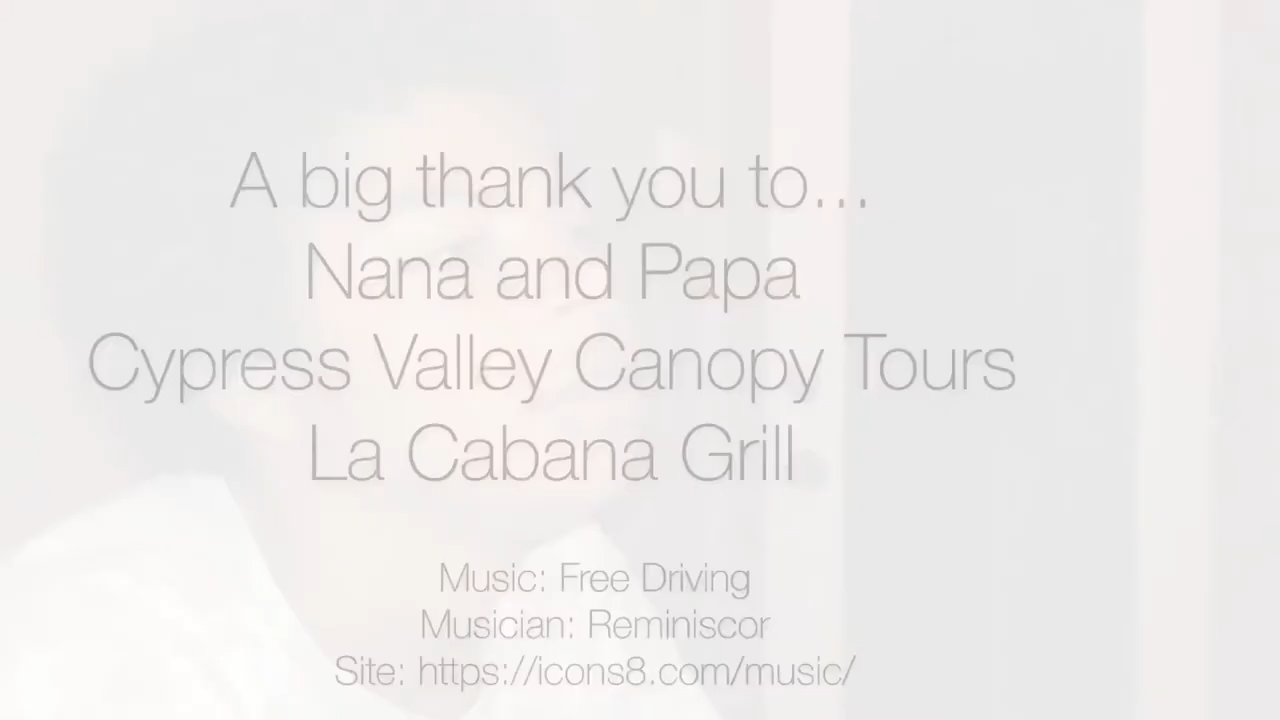 A big thank you to...
Nana and Papa
Cypress Valley Canopy Tours
La Cabana Grill
Music: Free Driving
Musician: Reminiscor
Site: https://icons8.com/music/